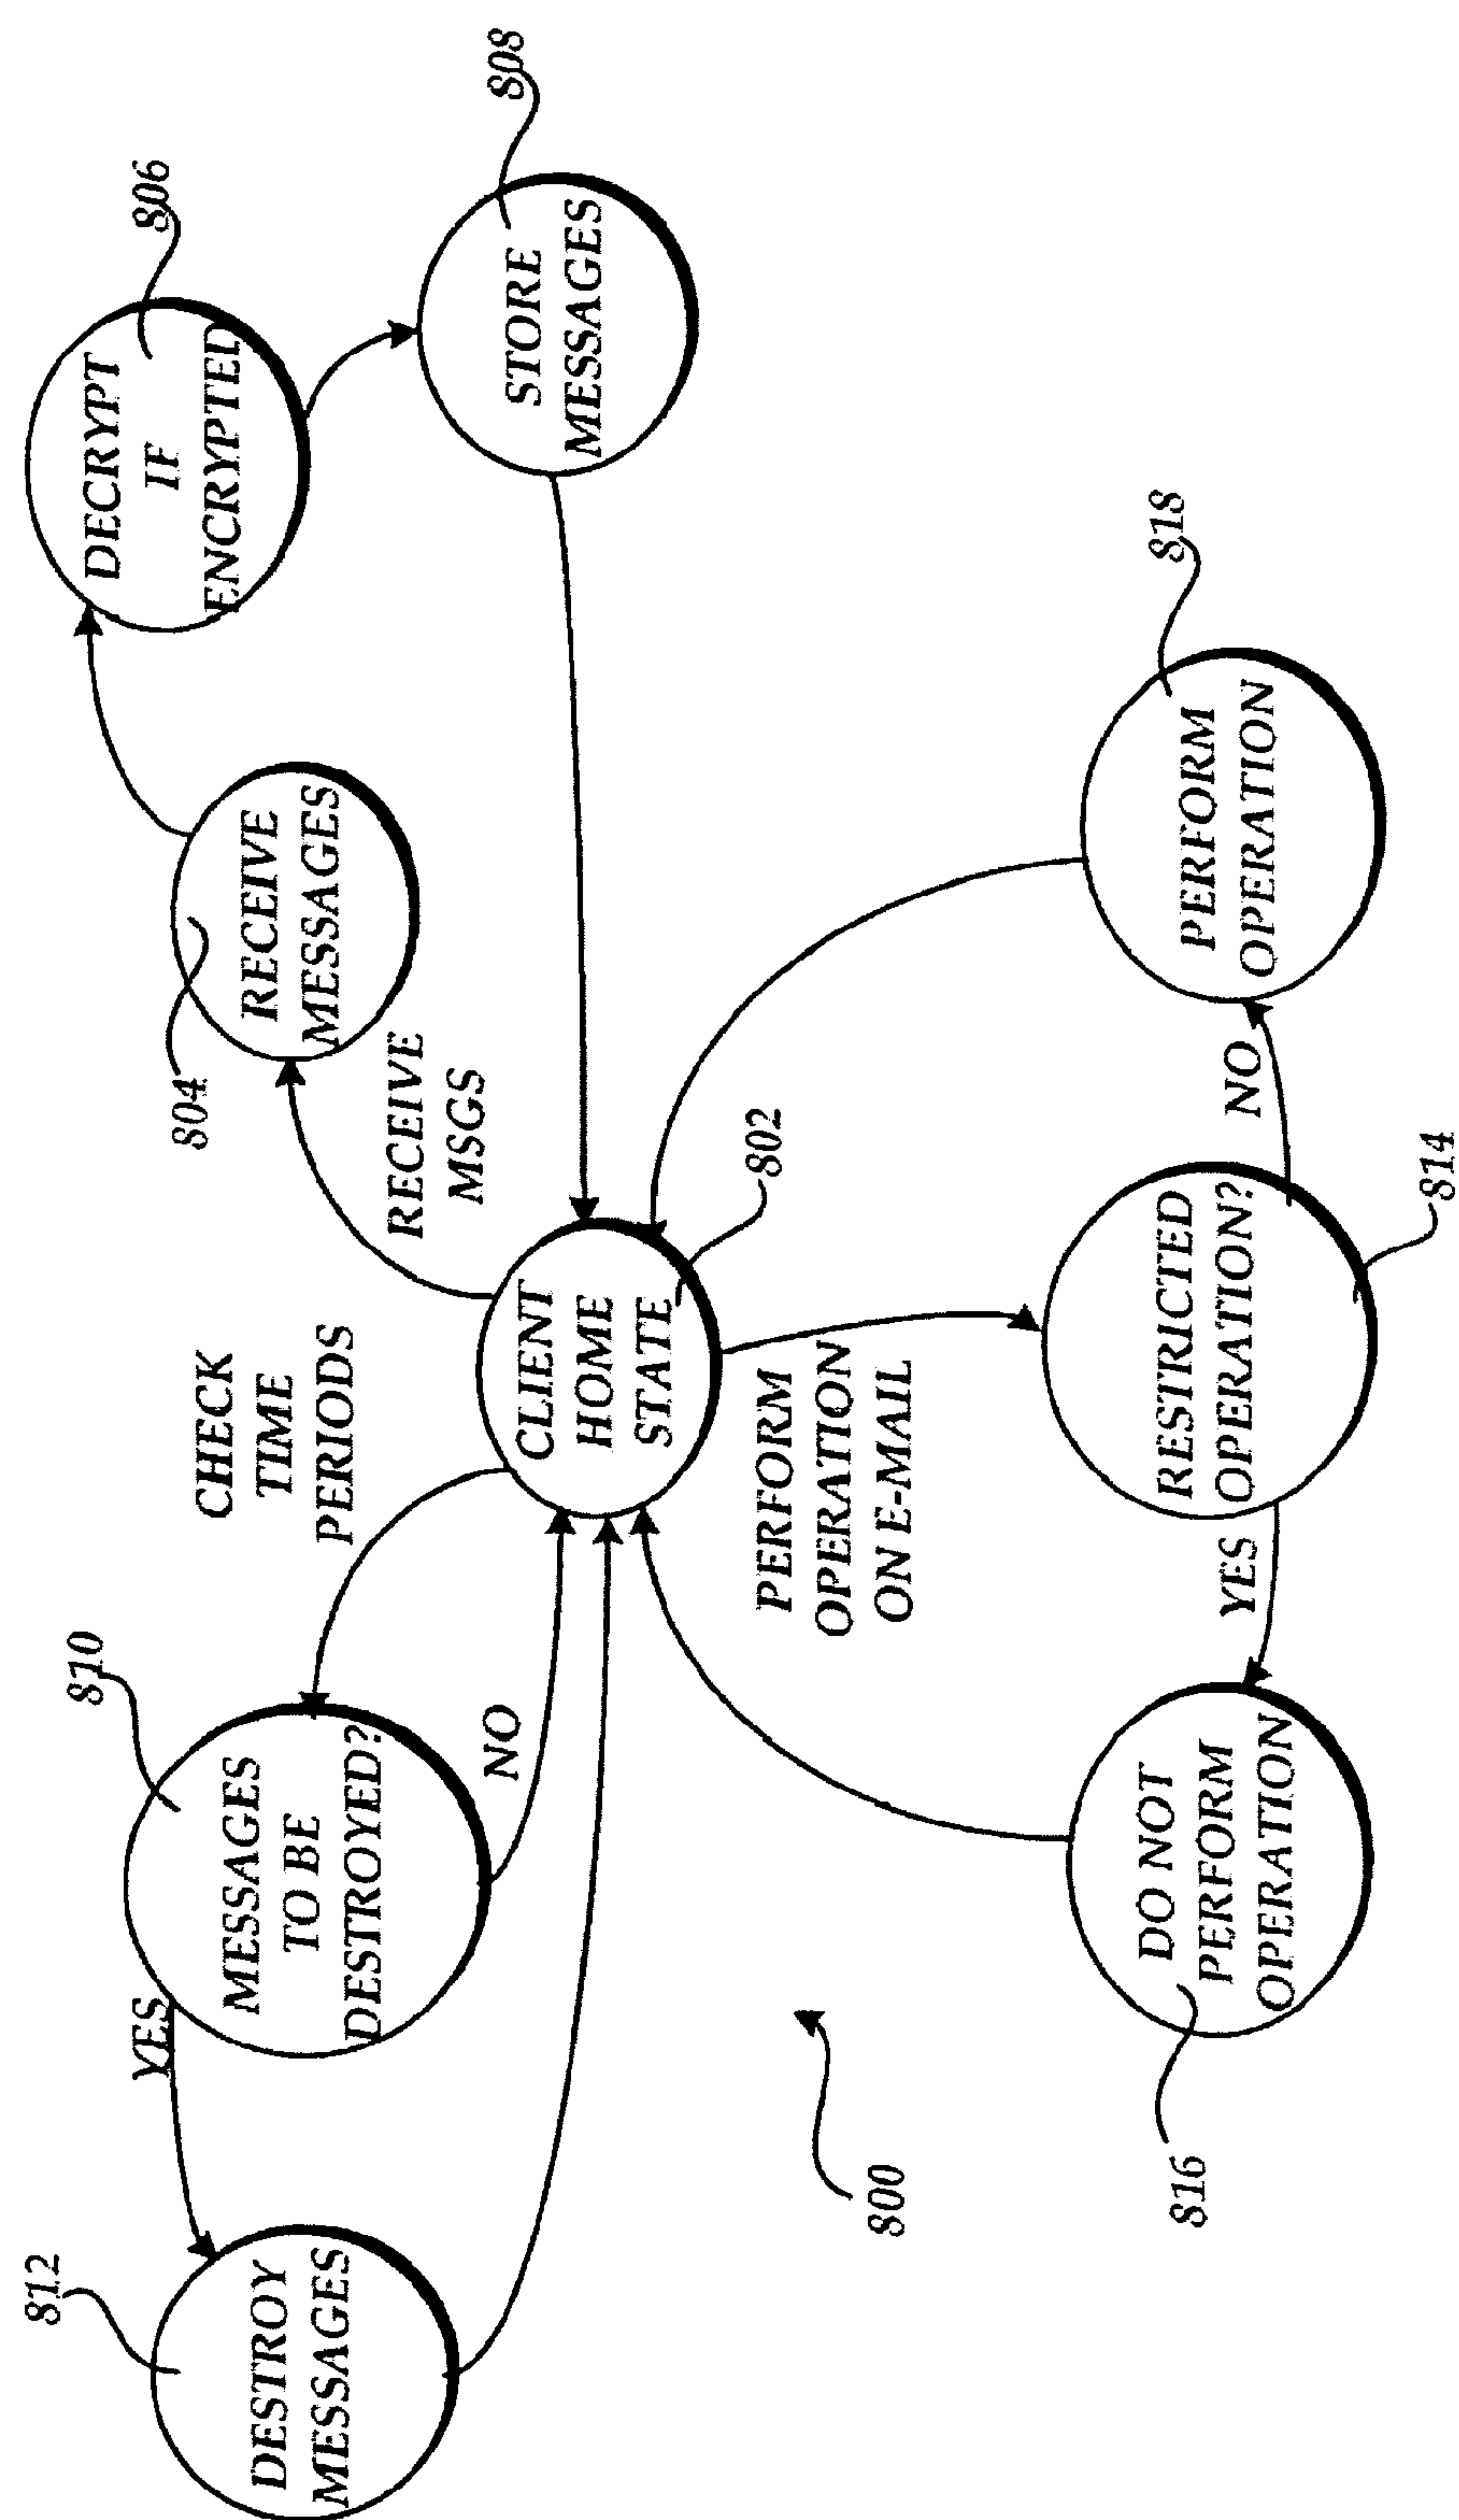 812
DESTROY
MESSAGES
YES
810
MESSAGES
TO BE
DESTROYED?
NO
CHECK
TIME
PERIODS
CLIENT
HOME
STATE
802
RECEIVE
MSGS
804
RECEIVE
MESSAGES
806
DECRYPT
IF
ENCRYPTED
808
STORE
MESSAGES
PERFORM
OPERATION
ON E-MAIL
800
816
DO NOT
PERFORM
OPERATION
YES
RESTRICTED
OPERATION?
814
NO
PERFORM
OPERATION
818